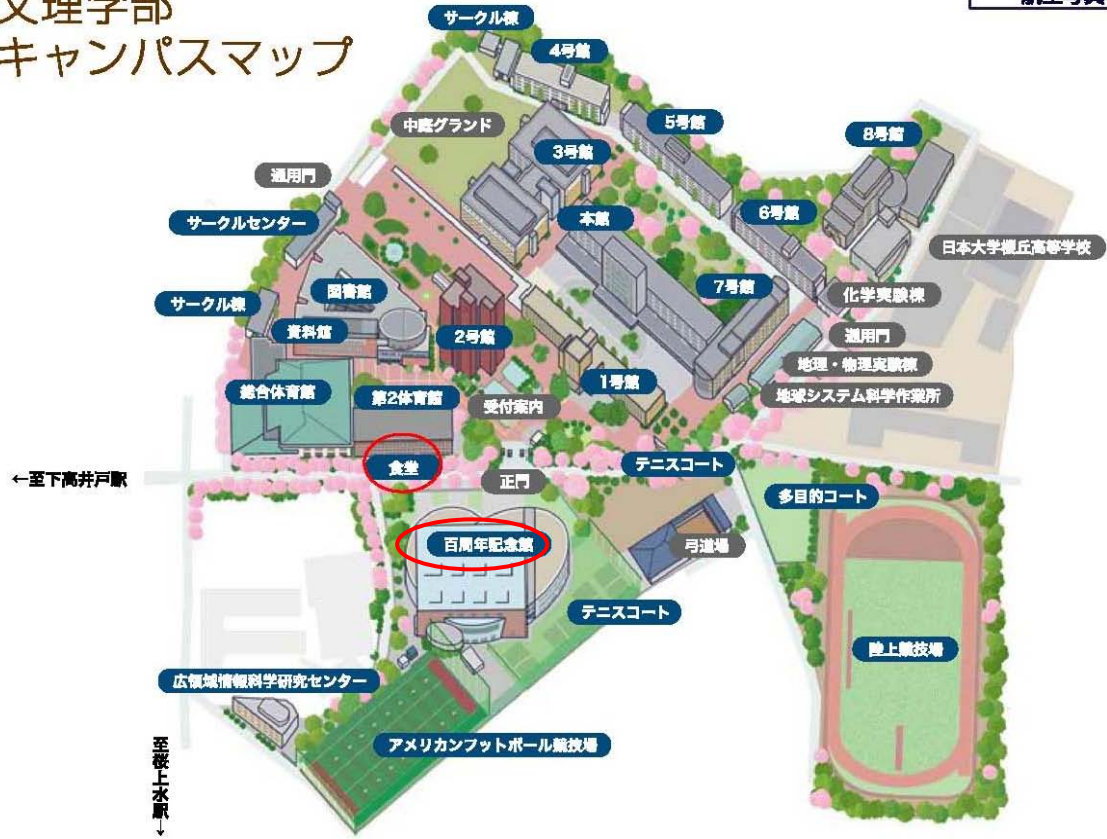 文理学部
キャンパスマップ
サークル棟
4号館
中庭グランド
5号館
8号館
3号館
通用門
サークルセンター
本館
6号館
日本大学櫻丘高等学校
図書館
7号館
化学実験棟
サークル棟
資料館
2号館
通用門
地理・物理実験棟
総合体育館
第2体育館
受付案内
1号館
地球システム科学作業所
食堂
テニスコート
←至下高井戸駅
正門
多目的コート
百周年記念館
弓道場
テニスコート
陸上競技場
広領域情報科学研究センター
アメリカンフットボール競技場
至桜上水駅↓